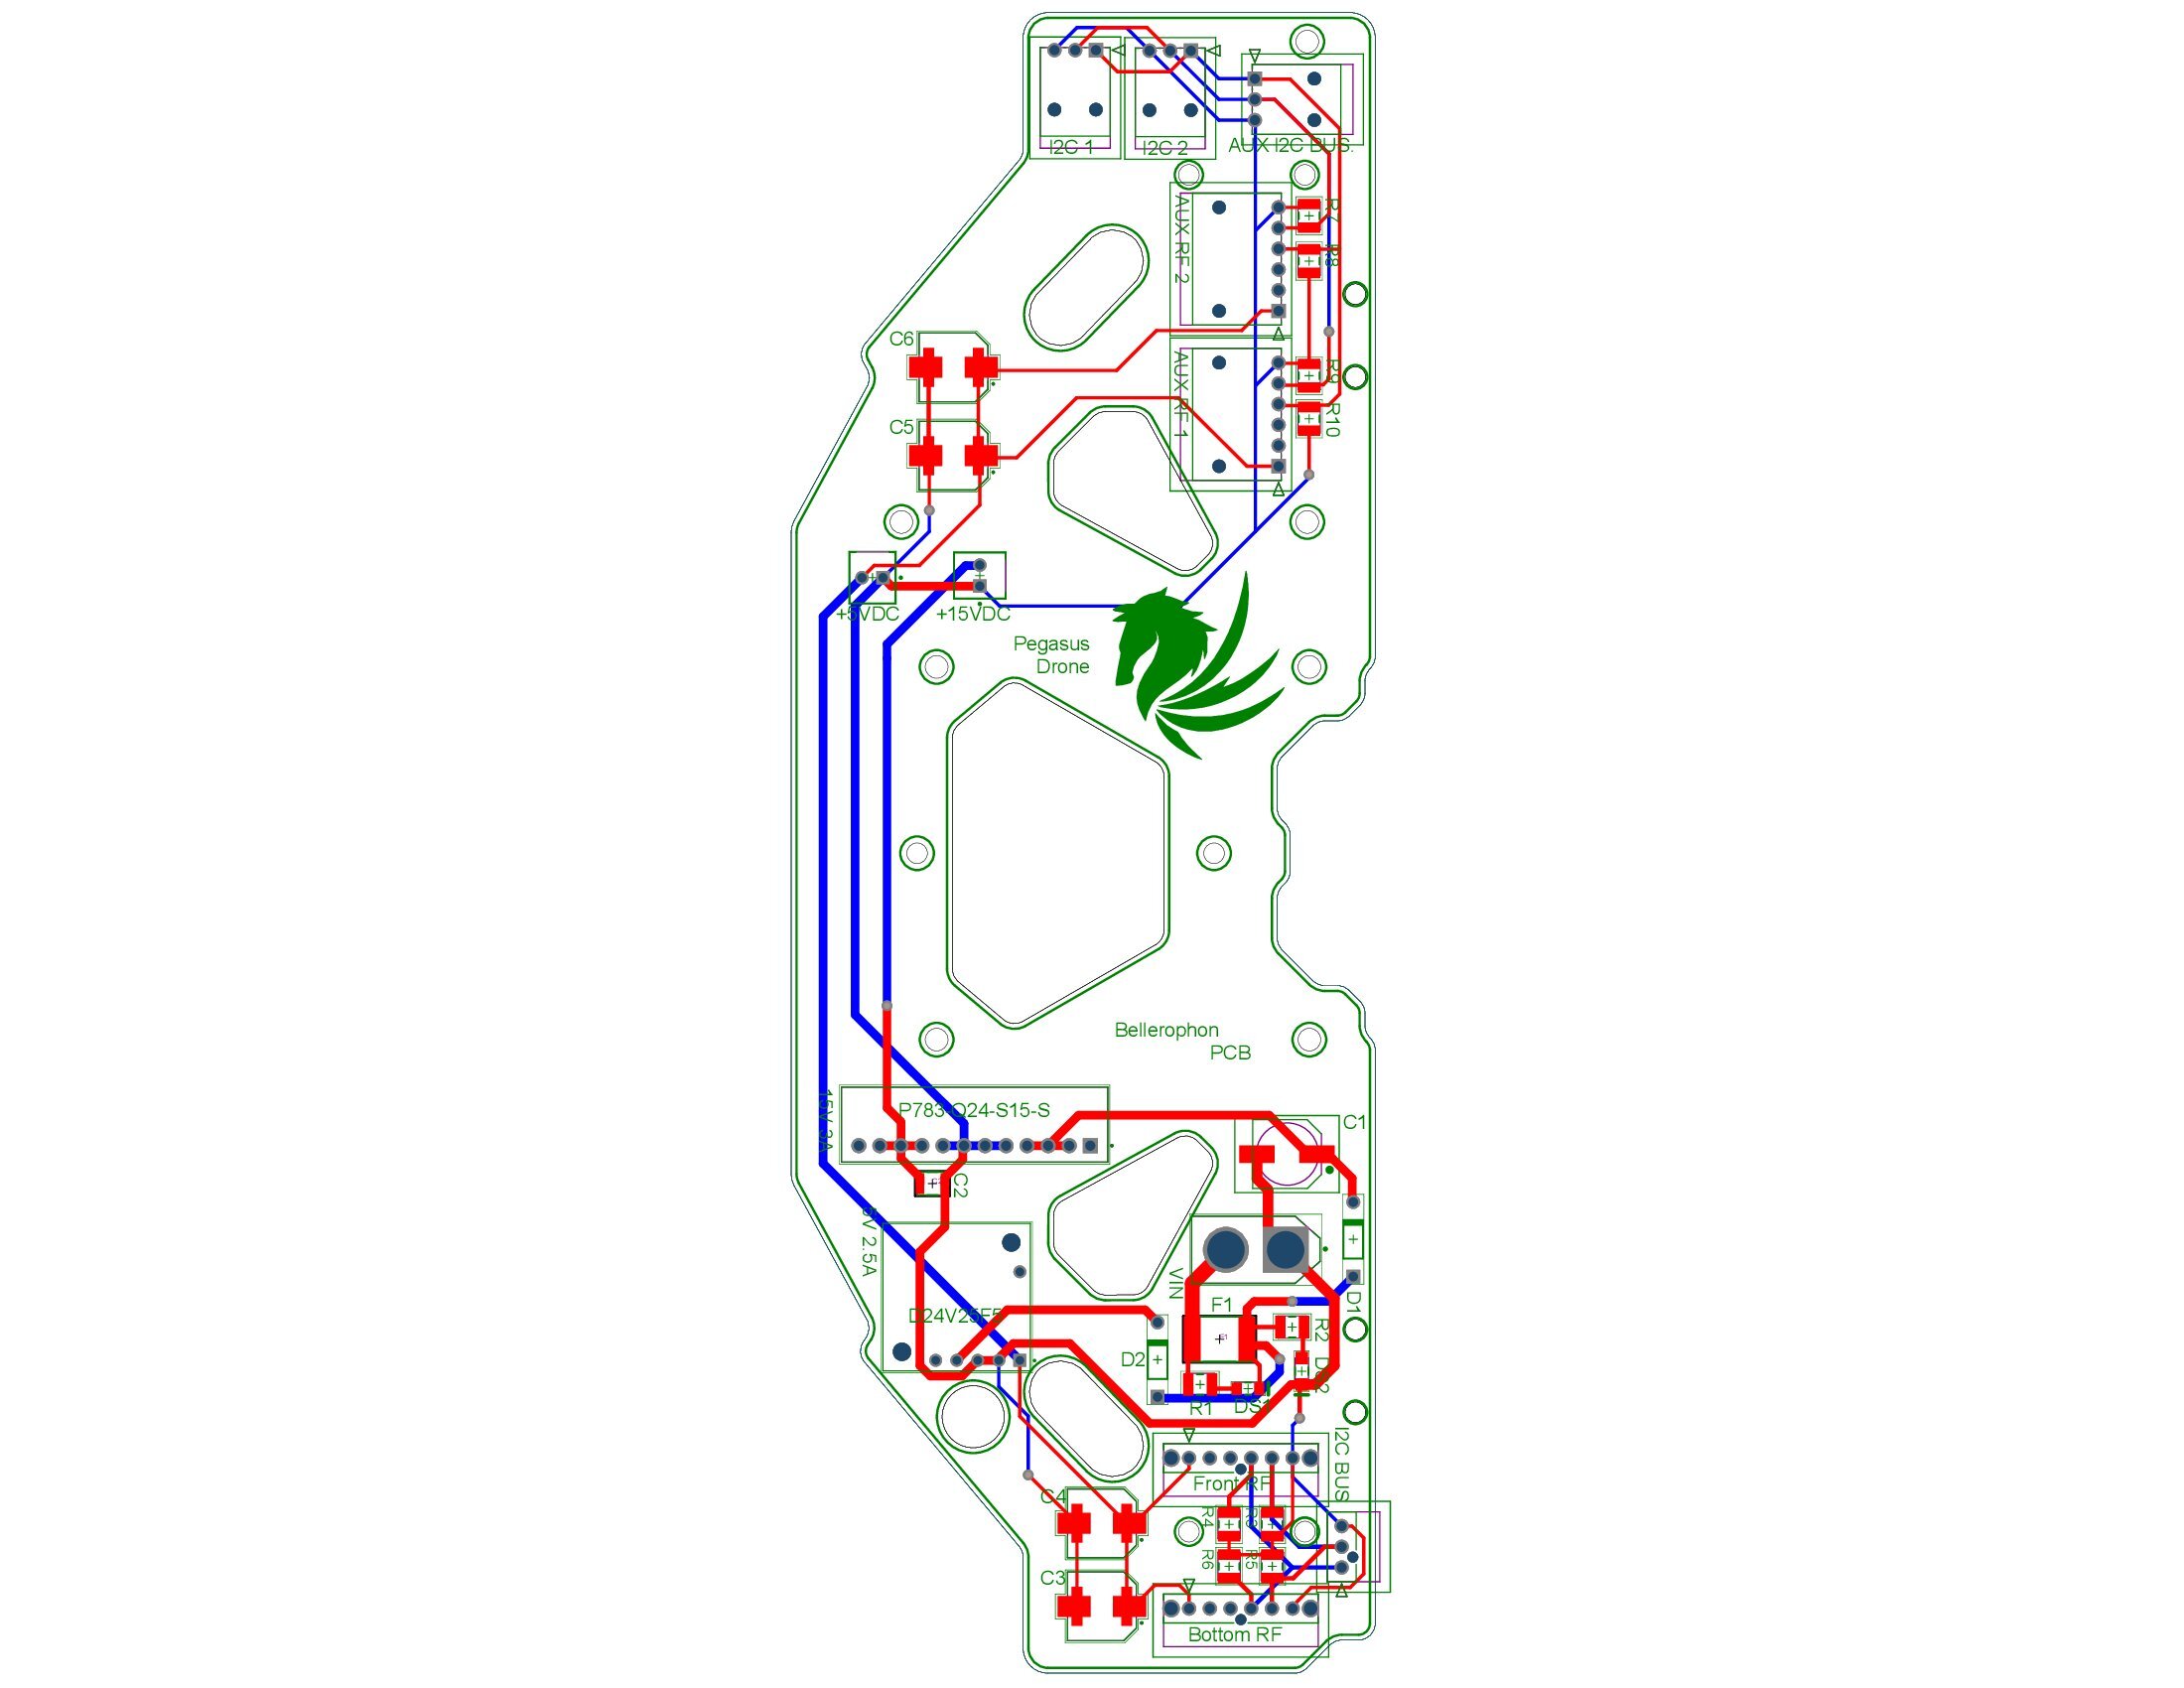 I2C 1
I2C 2
AUX I2C BUS.
AUX RF 2
R7
R8
C6
AUX RF 1
R9
R10
C5
+5VDC
+15VDC
Pegasus
Drone
Bellerophon
PCB
15V 3A
P783-Q24-S15-S
C1
C2
5V 2.5A
VIN
D24V25F5
F1
D1
R2
D2
DS2
R1
DS1
I2C BUS
Front RF
C4
R4
R3
R6
R5
C3
Bottom RF